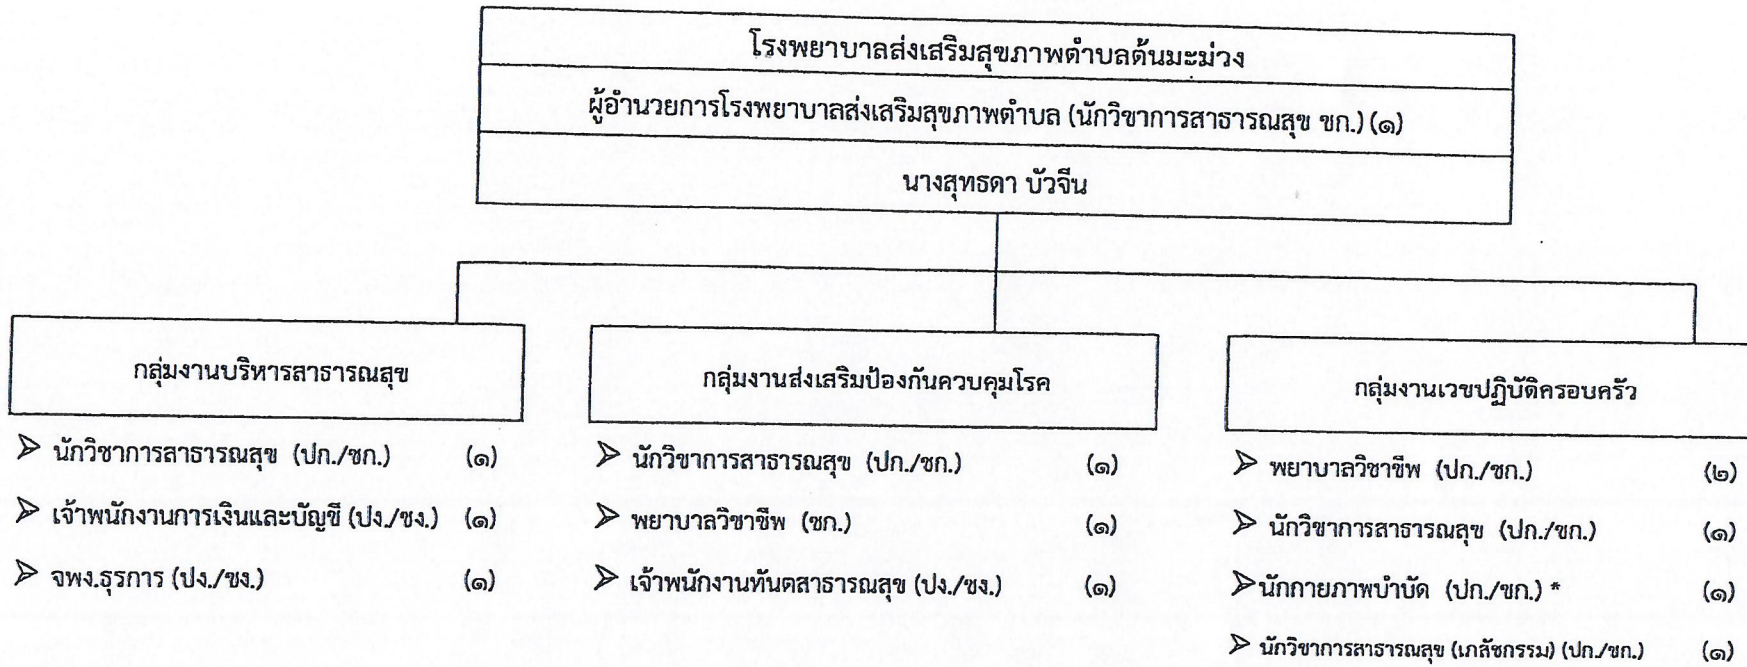 โรงพยาบาลส่งเสริมสุขภาพตำบลต้นมะม่วง
ผู้อำนวยการโรงพยาบาลส่งเสริมสุขภาพตำบล (นักวิชาการสาธารณสุข ชก.) (๑)
นางสุทธดา บัวจีน
กลุ่มงานบริหารสาธารณสุข
➢ นักวิชาการสาธารณสุข (ปก./ชก.) (๑)
➢ เจ้าพนักงานการเงินและบัญชี (ปง./ชง.) (๑)
➢ จพง.ธุรการ (ปง./ชง.) (๑)
กลุ่มงานส่งเสริมป้องกันควบคุมโรค
➢ นักวิชาการสาธารณสุข (ปก./ชก.) (๑)
➢ พยาบาลวิชาชีพ (ชก.) (๑)
➢ เจ้าพนักงานทันตสาธารณสุข (ปง./ชง.) (๑)
กลุ่มงานเวชปฏิบัติครอบครัว
➢ พยาบาลวิชาชีพ (ปก./ชก.) (๒)
➢ นักวิชาการสาธารณสุข (ปก./ชก.) (๑)
➢ นักกายภาพบำบัด (ปก./ชก.) * (๑)
➢ นักวิชาการสาธารณสุข (เภสัชกรรม) (ปก./ชก.) (๑)